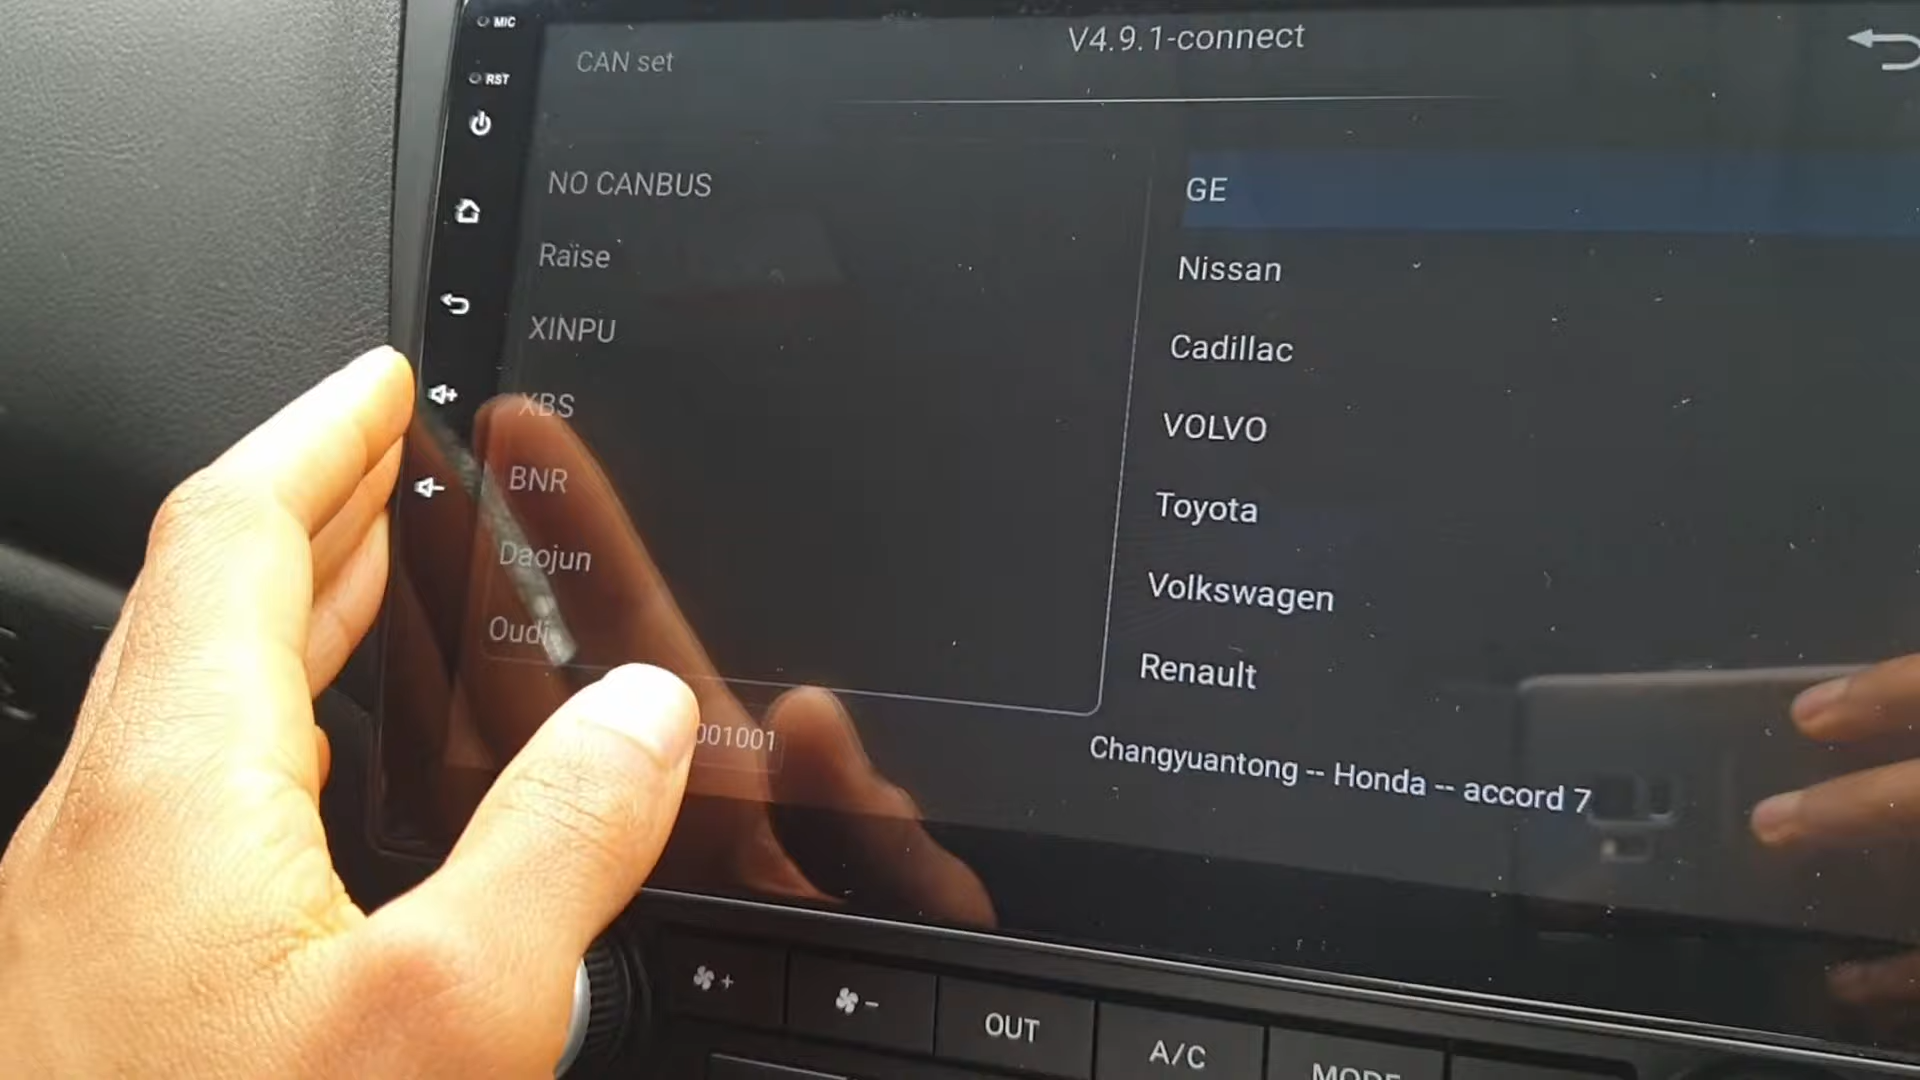 MIC
V4.9.1-connect
CAN set
RST
NO CANBUS
Raise
XINPU
XBS
BNR
Daojun
Oudi
001001
GE
Nissan
Cadillac
VOLVO
Toyota
Volkswagen
Renault
Changyuantong -- Honda -- accord 7
+
-
OUT
A/C
MODE